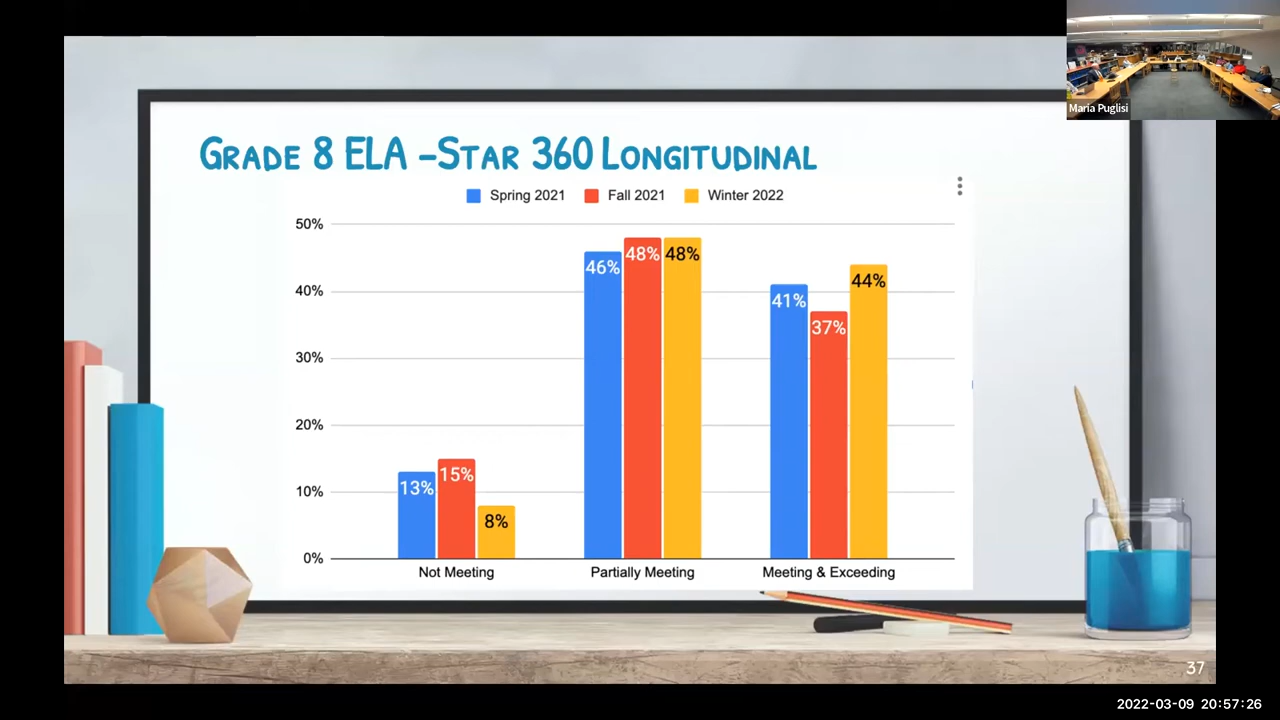 Maria Puglisi
Grade 8 ELA –Star 360 Longitudinal
Spring 2021 Fall 2021 Winter 2022
50%
40%
30%
20%
10%
0%
13% 15% 8%
46% 48% 48%
41% 37% 44%
Not Meeting Partially Meeting Meeting & Exceeding
37
2022-03-09 20:57:26